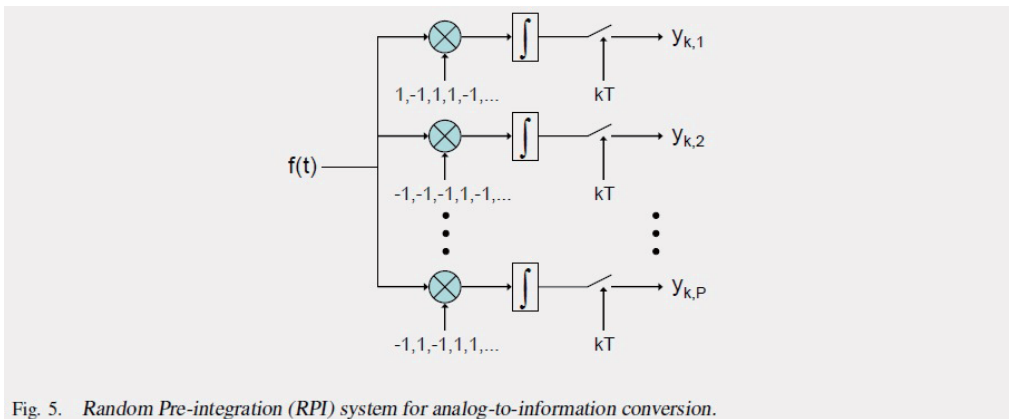 1,-1,1,1,-1,...
∫
kT
y_{k,1}
-1,-1,-1,1,-1,...
∫
kT
y_{k,2}
f(t)
-1,1,-1,1,1,...
∫
kT
y_{k,P}
Fig. 5. Random Pre-integration (RPI) system for analog-to-information conversion.